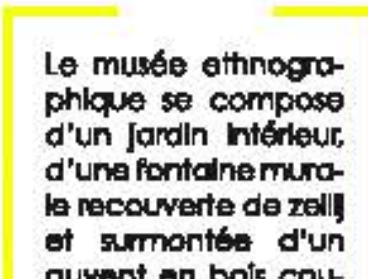 Le musée ethnogra-
phique se compose
d'un jardin intérieur,
d'une fontaine mura-
le recouverte de zellij
et surmontée d'un
auvent en bois cou-